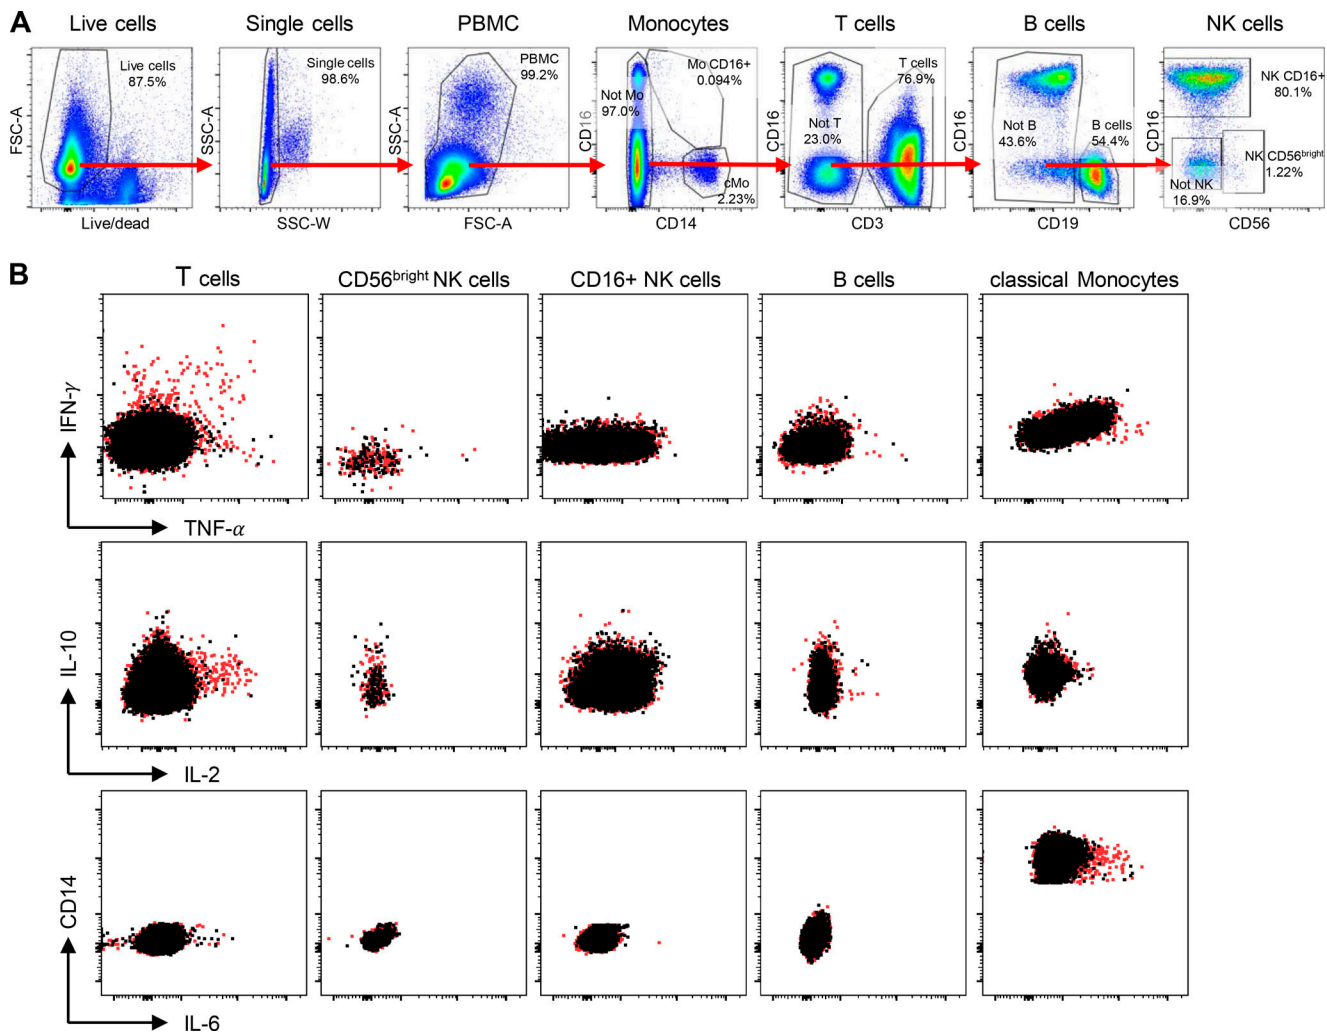 A
Live cells
Single cells
PBMC
Monocytes
T cells
B cells
NK cells
FSC-A
Live cells
87.5%
Live/dead
SSC-A
Single cells
98.6%
SSC-W
SSC-A
PBMC
99.2%
FSC-A
CD16
Mo CD16+
0.094%
Not Mo
97.0%
cMo
2.23%
CD14
CD16
T cells
76.9%
Not T
23.0%
CD3
CD16
Not B
43.6%
B cells
54.4%
CD19
CD16
NK CD16+
80.1%
NK CD56bright
1.22%
Not NK
16.9%
CD56
B
T cells
CD56bright NK cells
CD16+ NK cells
B cells
classical Monocytes
IFN-γ
TNF-α
IL-10
IL-2
CD14
IL-6